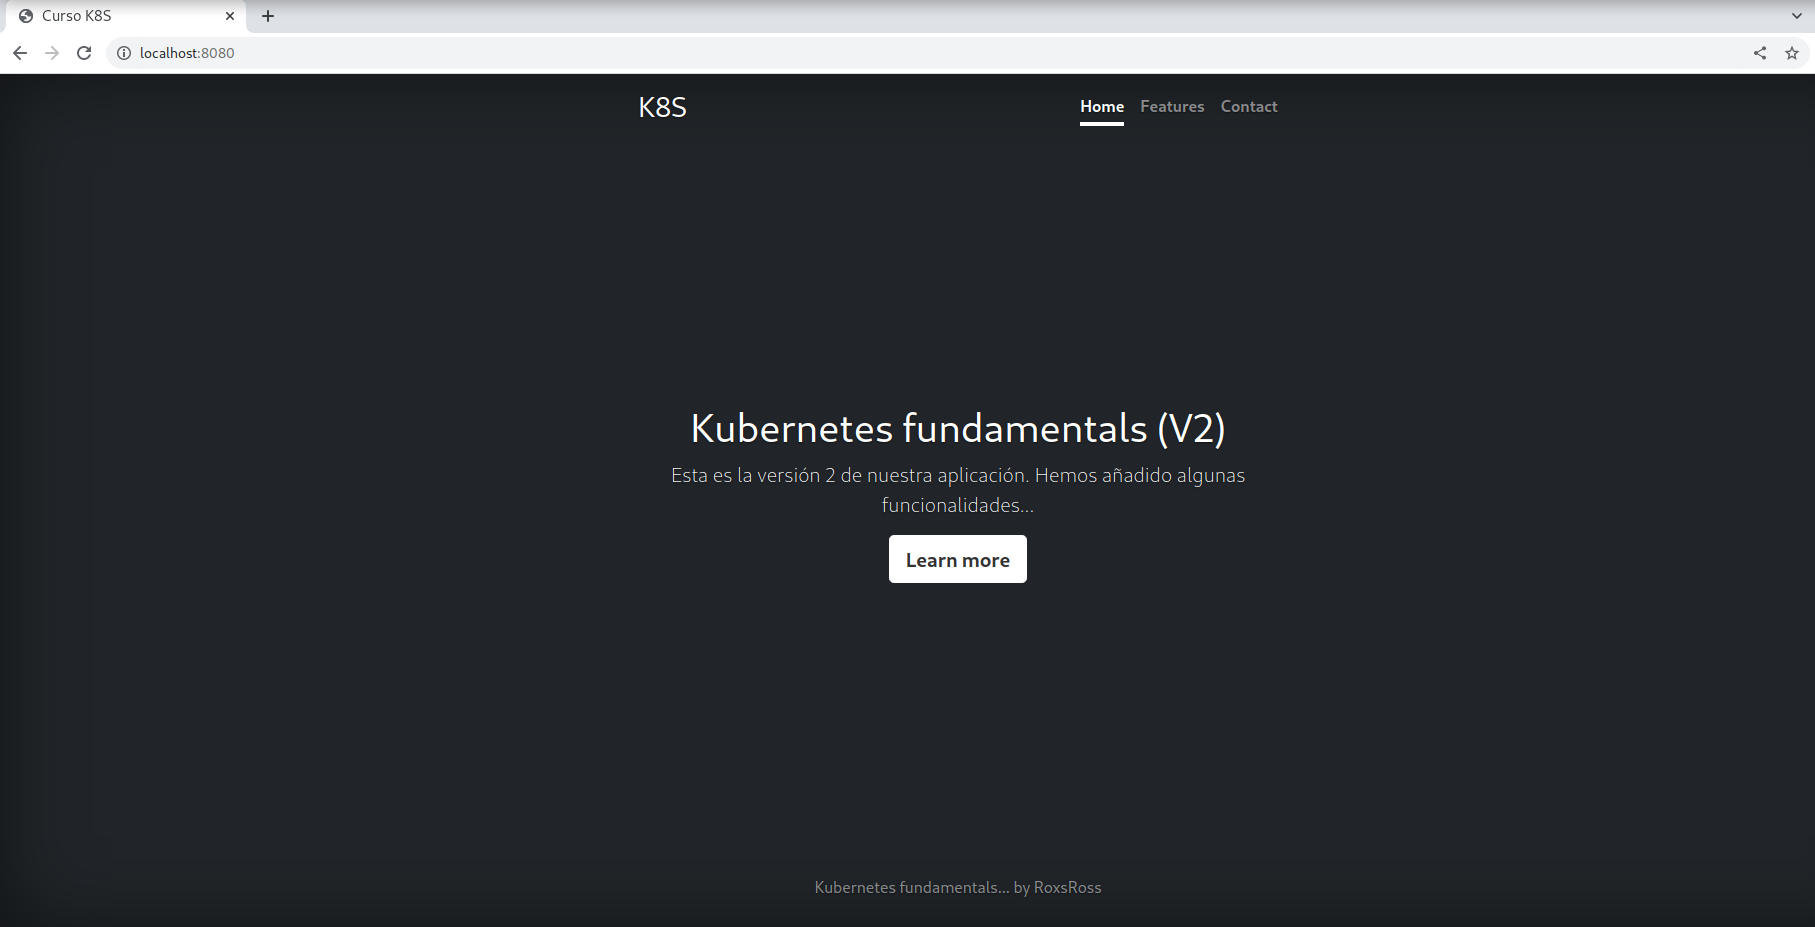 Curso K8S
localhost:8080
K8S
Home Features Contact
Kubernetes fundamentals (V2)
Esta es la versión 2 de nuestra aplicación. Hemos añadido algunas
funcionalidades...
Learn more
Kubernetes fundamentals... by RoxsRoss